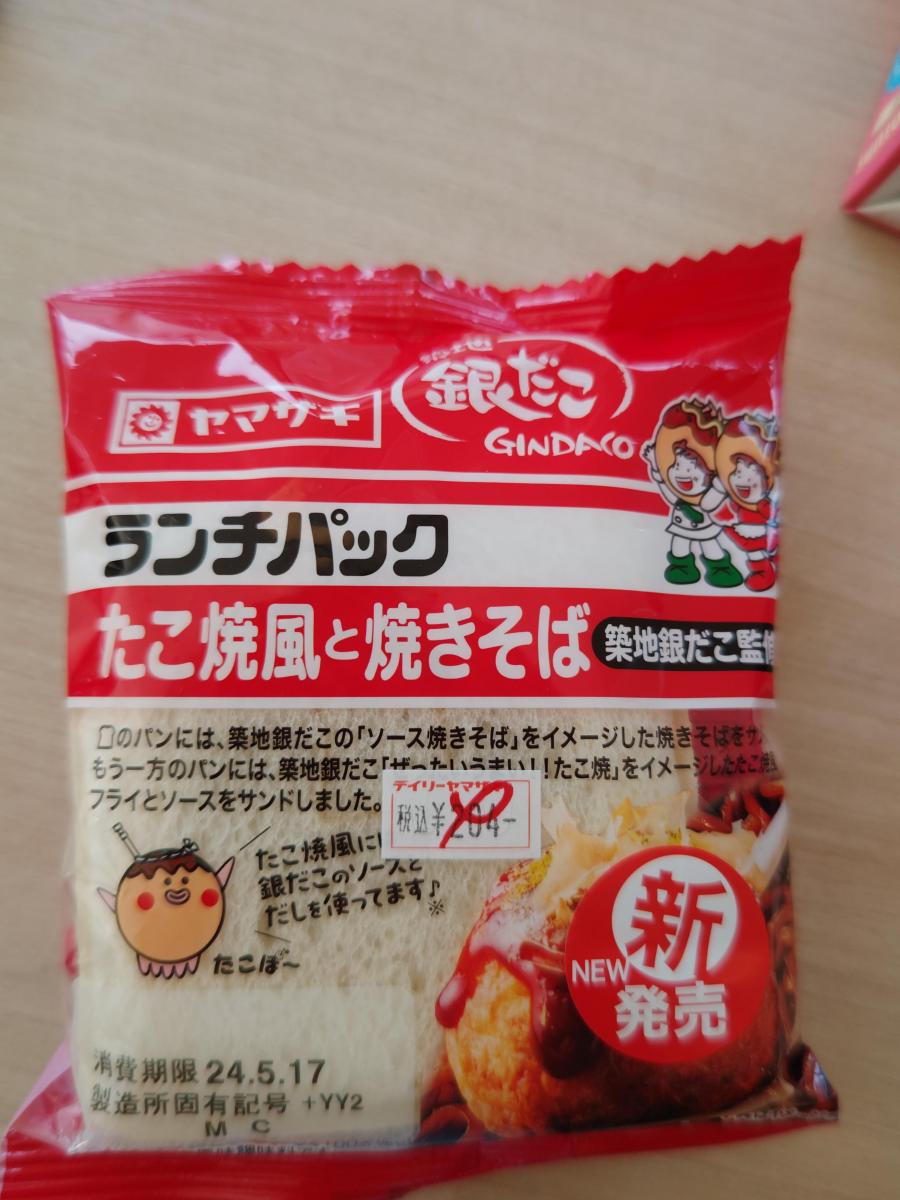 ヤマザキ
銀だこ
GINDACO
ランチパック
たこ焼風と焼きそば
築地銀だこ監修
のパンには、築地銀だこの「ソース焼きそば」をイメージした焼きそばをサン
もう一方のパンには、築地銀だこ「ぜったいうまい!!たこ焼」をイメージしたたこ焼風
フライとソースをサンドしました。
デイリーヤマザ
税込¥204-
たこ焼風に
銀だこのソースと
だしを使ってます♪
※
たこぼ〜
新
NEW
発売
消費期限 24.5.17
製造所固有記号 +YY2
M C